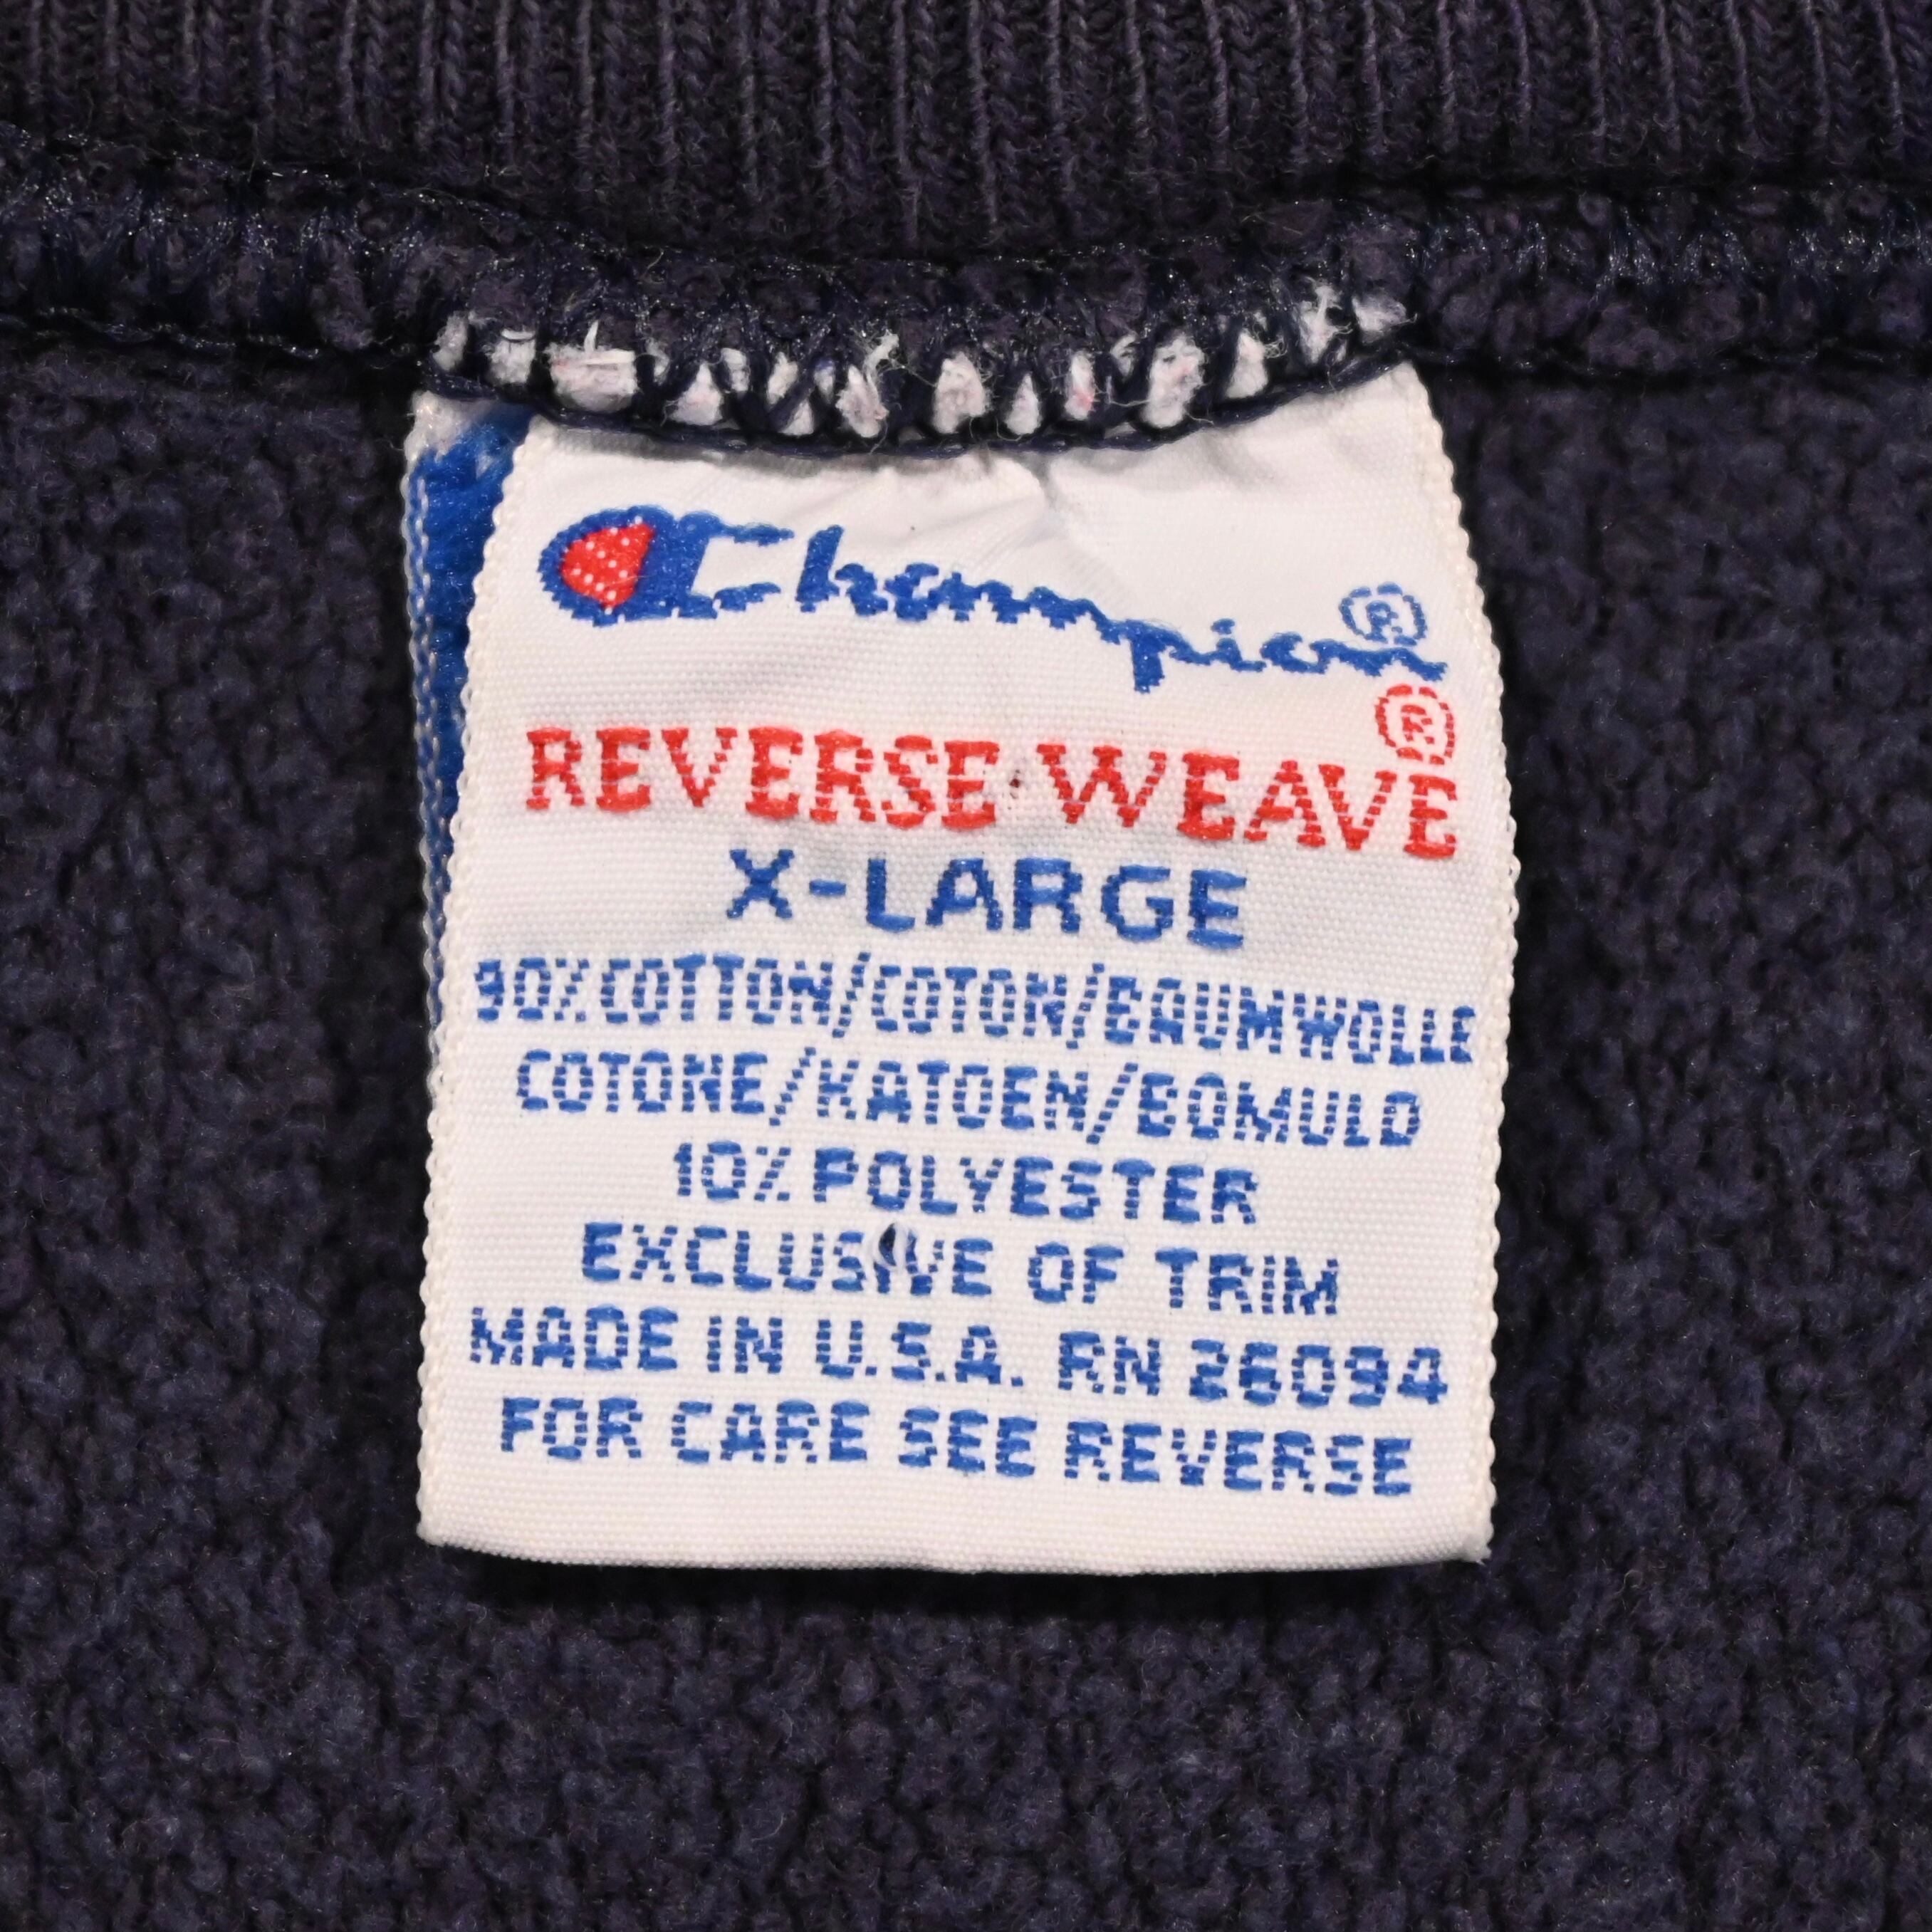 Champion®
REVERSE WEAVE®
X-LARGE
90% COTTON/COTON/BAUMWOLLE
COTONE/KATOEN/BOMULD
10% POLYESTER
EXCLUSIVE OF TRIM
MADE IN U.S.A. RN 26094
FOR CARE SEE REVERSE